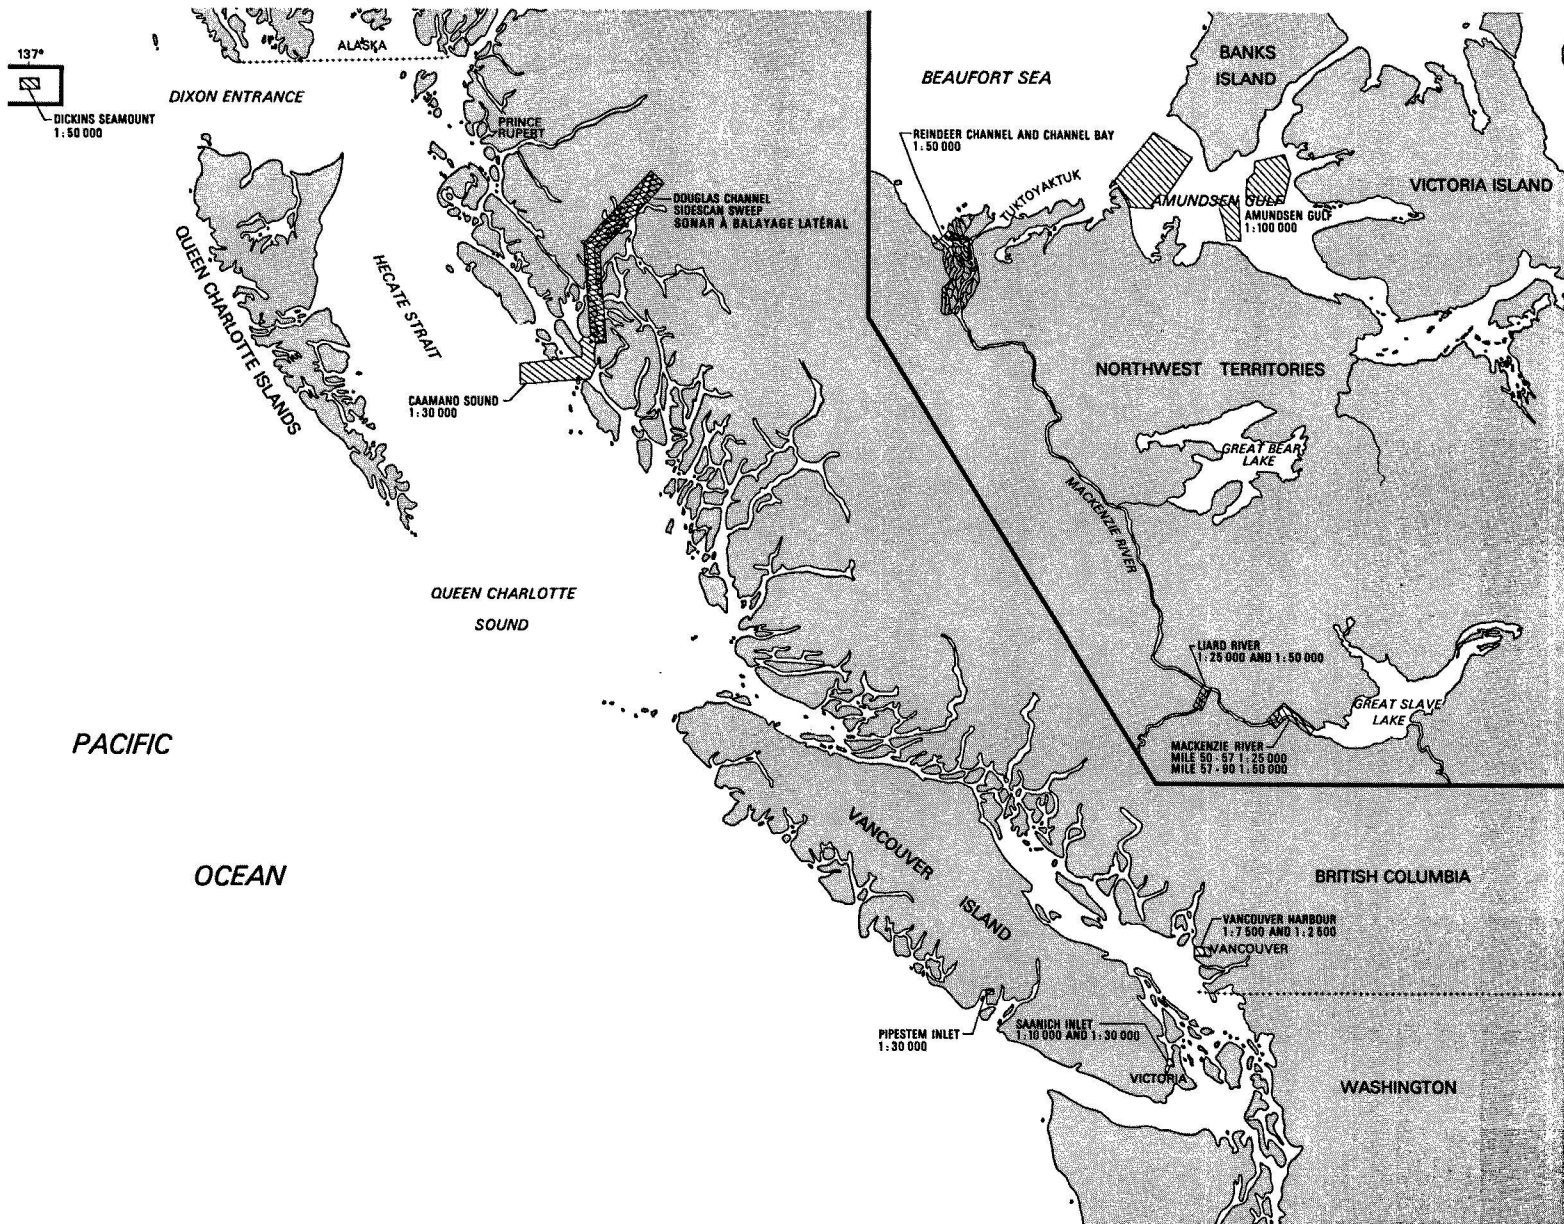 ALASKA
137°
DICKINS SEAMOUNT
1:50 000
DIXON ENTRANCE
PRINCE
RUPERT
DOUGLAS CHANNEL
SIDESCAN SWEEP
SONAR À BALAYAGE LATÉRAL
QUEEN CHARLOTTE ISLANDS
HECATE STRAIT
CAAMANO SOUND
1:30 000
QUEEN CHARLOTTE
SOUND
PACIFIC
OCEAN
VANCOUVER
ISLAND
PIPESTEM INLET
1:30 000
SAANICH INLET
1:10 000 AND 1:30 000
VICTORIA
VANCOUVER HARBOUR
1:7 500 AND 1:2 500
VANCOUVER
BRITISH COLUMBIA
WASHINGTON
BEAUFORT SEA
BANKS
ISLAND
REINDEER CHANNEL AND CHANNEL BAY
1:50 000
TUKTOYAKTUK
AMUNDSEN GULF
AMUNDSEN GULF
1:100 000
VICTORIA ISLAND
NORTHWEST TERRITORIES
GREAT BEAR
LAKE
MACKENZIE RIVER
LIARD RIVER
1:25 000 AND 1:50 000
GREAT SLAVE
LAKE
MACKENZIE RIVER
MILE 50 - 57 1:25 000
MILE 57 - 90 1:50 000